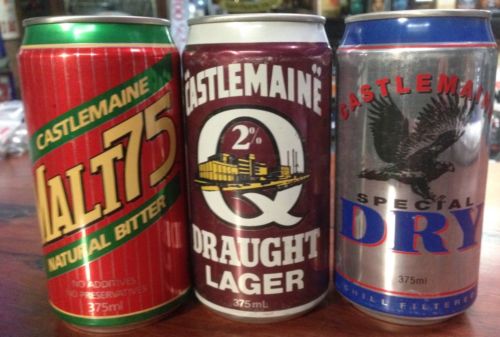 CASTLEMAINE
MALT75
NATURAL BITTER
NO ADDITIVES
NO PRESERVATIVES
375ml
CASTLEMAINË
Q
2%
DRAUGHT
LAGER
375mL
CASTLEMAIN
SPECIAL
DRY
375ml
CHILL FILTERED